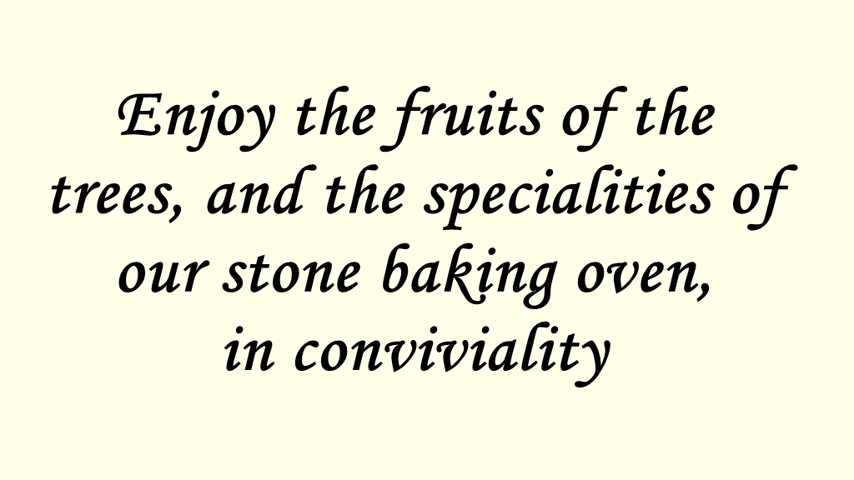 Enjoy the fruits of the
trees, and the specialities of
our stone baking oven,
in conviviality